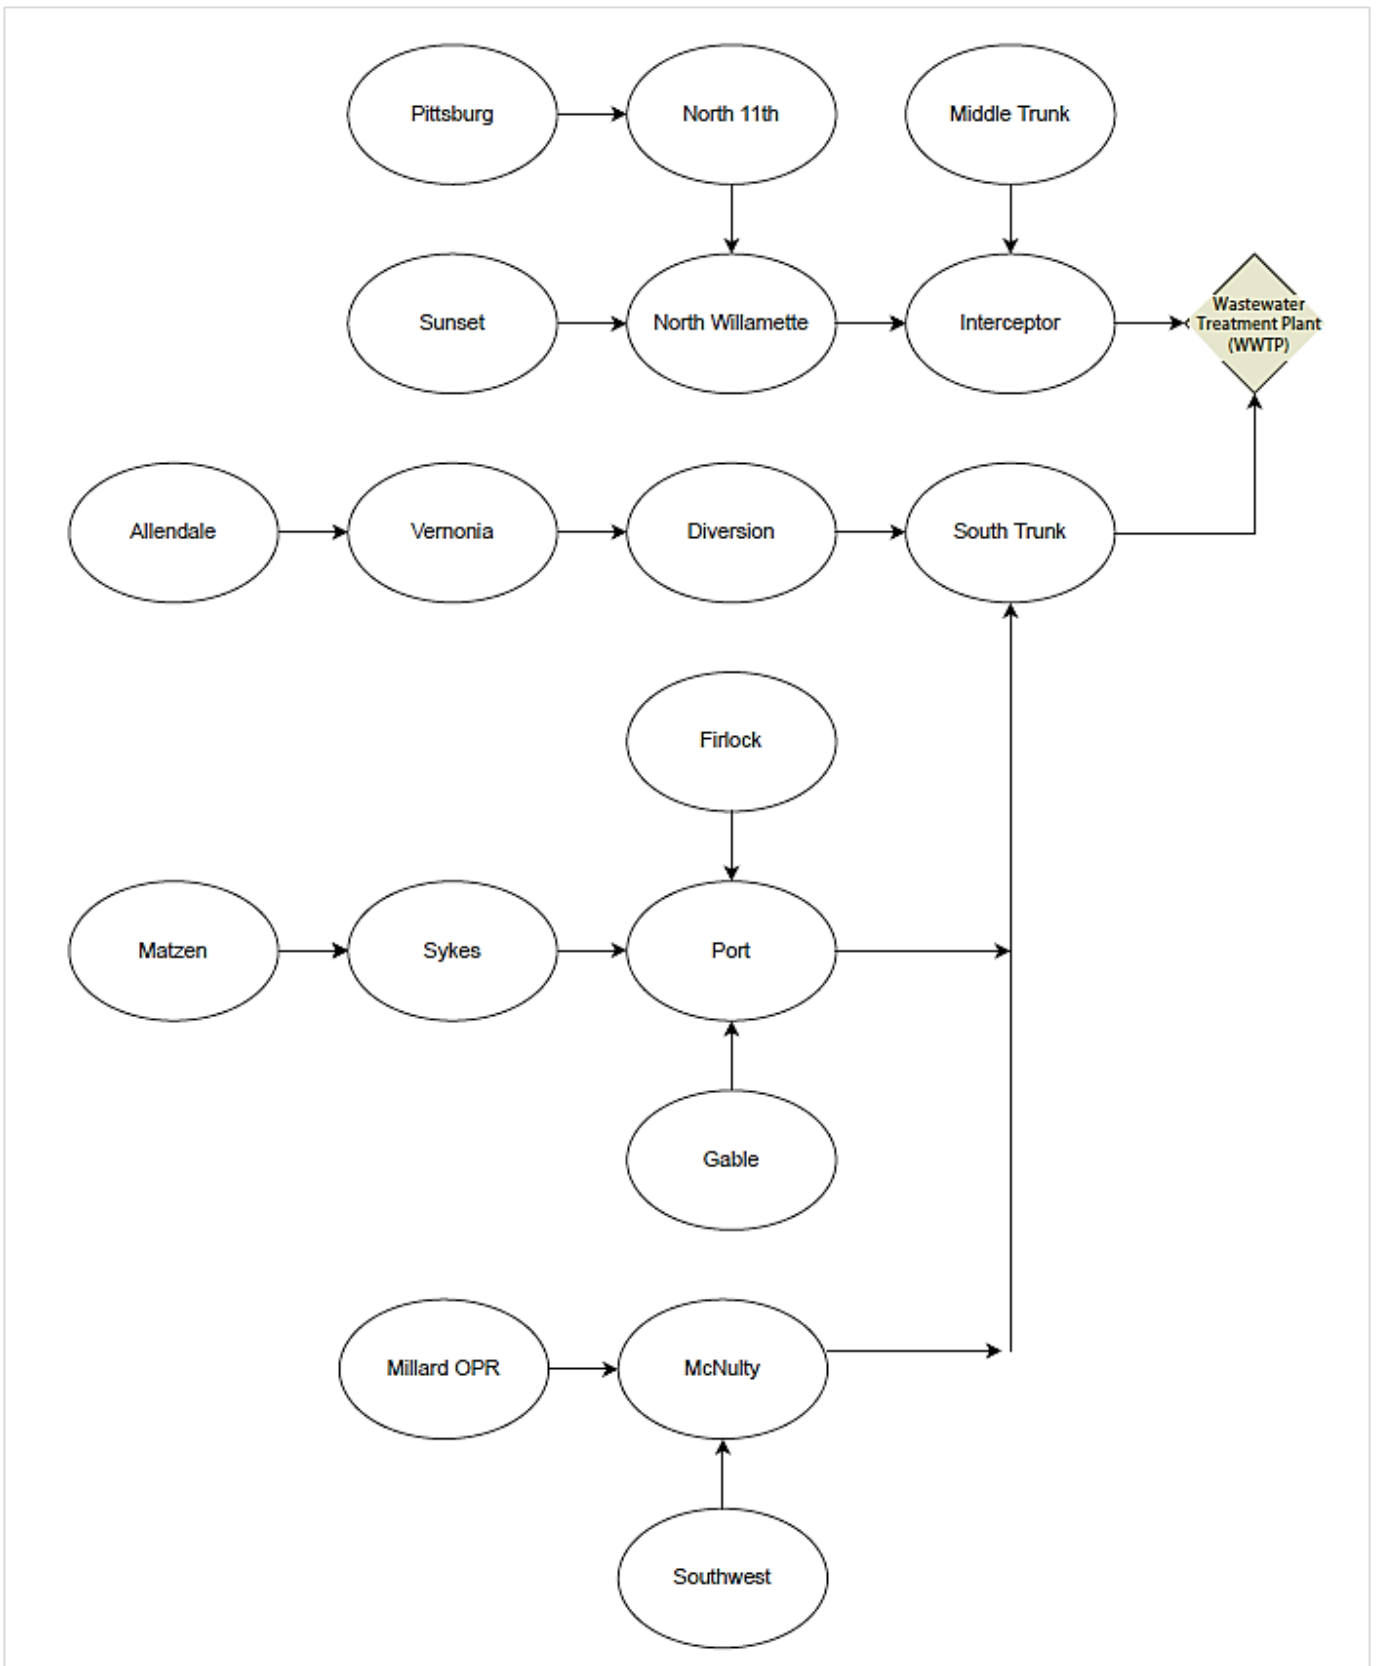 Pittsburg
North 11th
Middle Trunk
Sunset
North Willamette
Interceptor
Wastewater
Treatment Plant
(WWTP)
Allendale
Vernonia
Diversion
South Trunk
Firlock
Matzen
Sykes
Port
Gable
Millard OPR
McNulty
Southwest